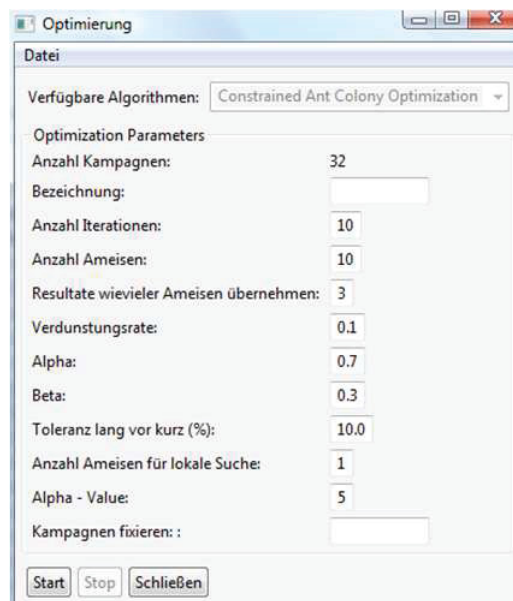 Optimierung
Datei
Verfügbare Algorithmen: Constrained Ant Colony Optimization
Optimization Parameters
Anzahl Kampagnen: 32
Bezeichnung:
Anzahl Iterationen: 10
Anzahl Ameisen: 10
Resultate wievieler Ameisen übernehmen: 3
Verdunstungsrate: 0.1
Alpha: 0.7
Beta: 0.3
Toleranz lang vor kurz (%): 10.0
Anzahl Ameisen für lokale Suche: 1
Alpha - Value: 5
Kampagnen fixieren: :
Start Stop Schließen